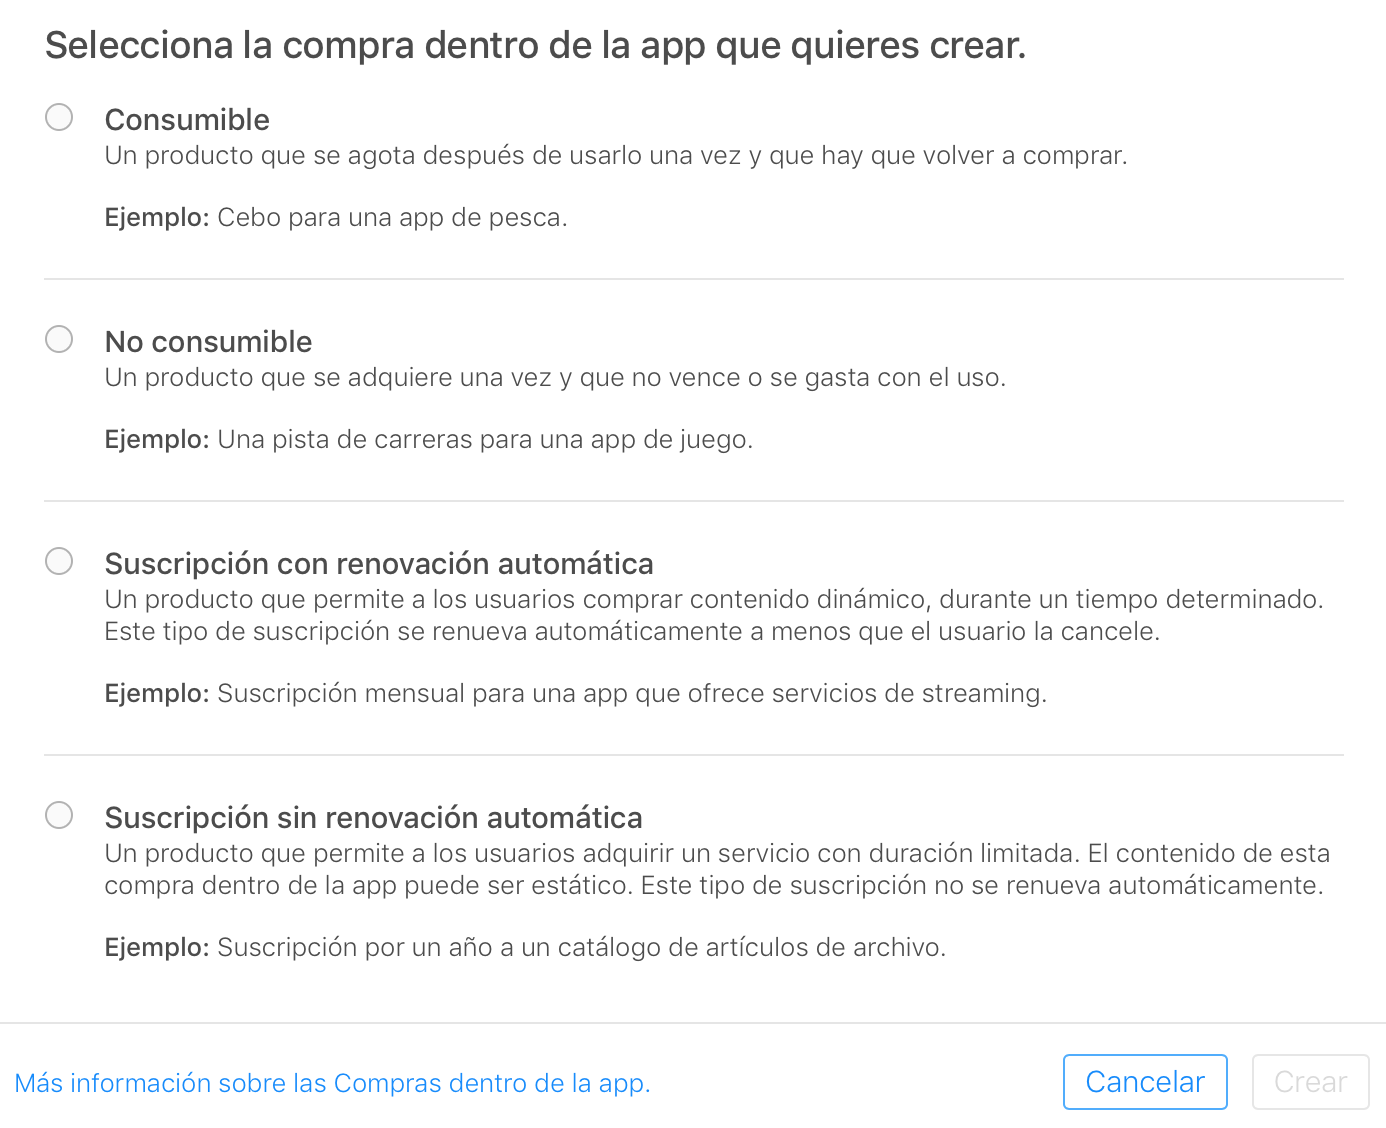 Selecciona la compra dentro de la app que quieres crear.
Consumible
Un producto que se agota después de usarlo una vez y que hay que volver a comprar.
Ejemplo: Cebo para una app de pesca.
No consumible
Un producto que se adquiere una vez y que no vence o se gasta con el uso.
Ejemplo: Una pista de carreras para una app de juego.
Suscripción con renovación automática
Un producto que permite a los usuarios comprar contenido dinámico, durante un tiempo determinado.
Este tipo de suscripción se renueva automáticamente a menos que el usuario la cancele.
Ejemplo: Suscripción mensual para una app que ofrece servicios de streaming.
Suscripción sin renovación automática
Un producto que permite a los usuarios adquirir un servicio con duración limitada. El contenido de esta
compra dentro de la app puede ser estático. Este tipo de suscripción no se renueva automáticamente.
Ejemplo: Suscripción por un año a un catálogo de artículos de archivo.
Más información sobre las Compras dentro de la app.
Cancelar
Crear